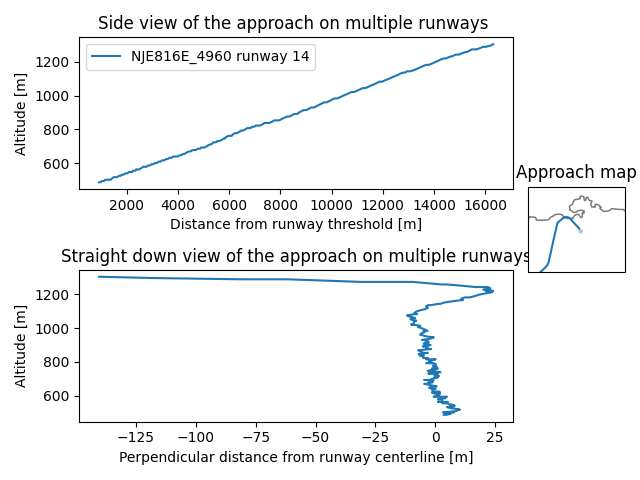 Side view of the approach on multiple runways
NJE816E_4960 runway 14
Altitude [m]
1200
1000
800
600
2000 4000 6000 8000 10000 12000 14000 16000
Distance from runway threshold [m]
Approach map
Straight down view of the approach on multiple runways
Altitude [m]
1200
1000
800
600
−125 −100 −75 −50 −25 0 25
Perpendicular distance from runway centerline [m]